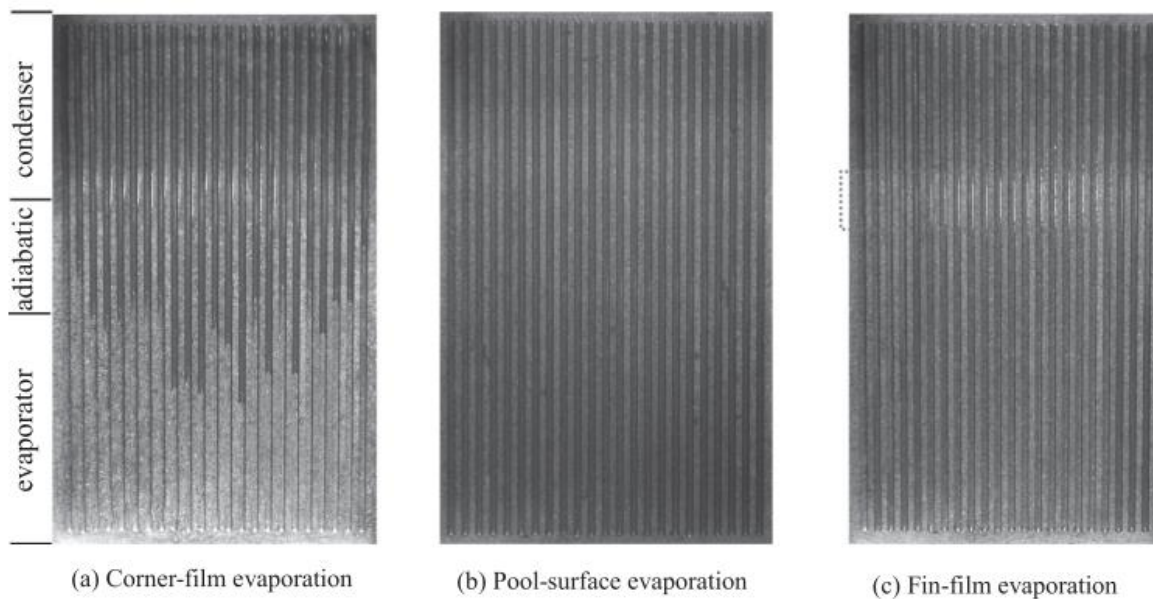 condenser
adiabatic
evaporator
(a) Corner-film evaporation
(b) Pool-surface evaporation
(c) Fin-film evaporation